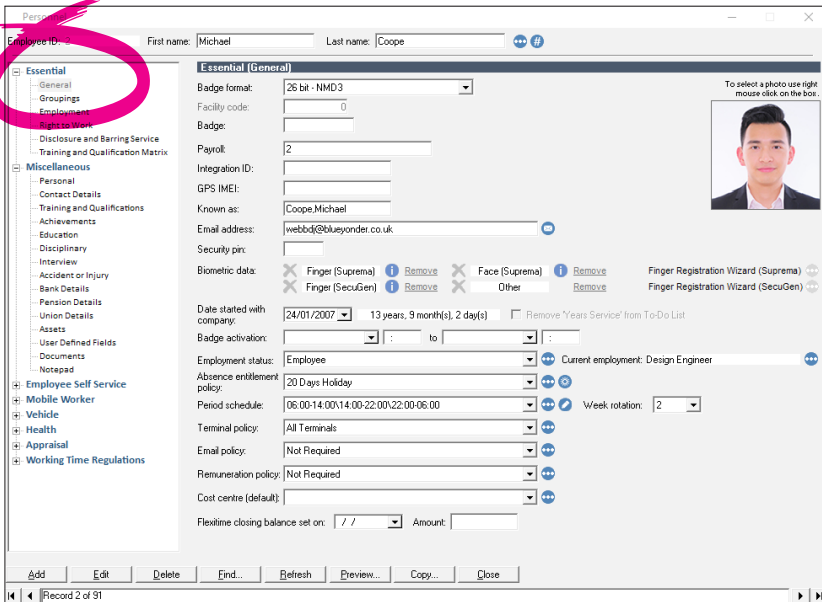 Personnel
Employee ID: 2 First name: Michael Last name: Coope
Essential
General
Groupings
Employment
Right to Work
Disclosure and Barring Service
Training and Qualification Matrix
Miscellaneous
Personal
Contact Details
Training and Qualifications
Achievements
Education
Disciplinary
Interview
Accident or Injury
Bank Details
Pension Details
Union Details
Assets
User Defined Fields
Documents
Notepad
Employee Self Service
Mobile Worker
Vehicle
Health
Appraisal
Working Time Regulations
Essential (General)
Badge format: 26 bit - NMD3
Facility code: 0
Badge:
Payroll: 2
Integration ID:
GPS IMEI:
Known as: Coope,Michael
Email address: webbdj@blueyonder.co.uk
Security pin:
To select a photo use right
mouse click on the box.
Biometric data: Finger (Suprema) Remove Face (Suprema) Remove Finger Registration Wizard (Suprema)
Finger (SecuGen) Remove Other Remove Finger Registration Wizard (SecuGen)
Date started with
company: 24/01/2007 13 years, 9 month(s), 2 day(s) Remove 'Years Service' from To-Do List
Badge activation: : to :
Employment status: Employee Current employment: Design Engineer
Absence entitlement
policy: 20 Days Holiday
Period schedule: 06:00-14:00\14:00-22:00\22:00-06:00 Week rotation: 2
Terminal policy: All Terminals
Email policy: Not Required
Remuneration policy: Not Required
Cost centre (default):
Flexitime closing balance set on: / / Amount:
Add Edit Delete Find... Refresh Preview... Copy... Close
Record 2 of 91